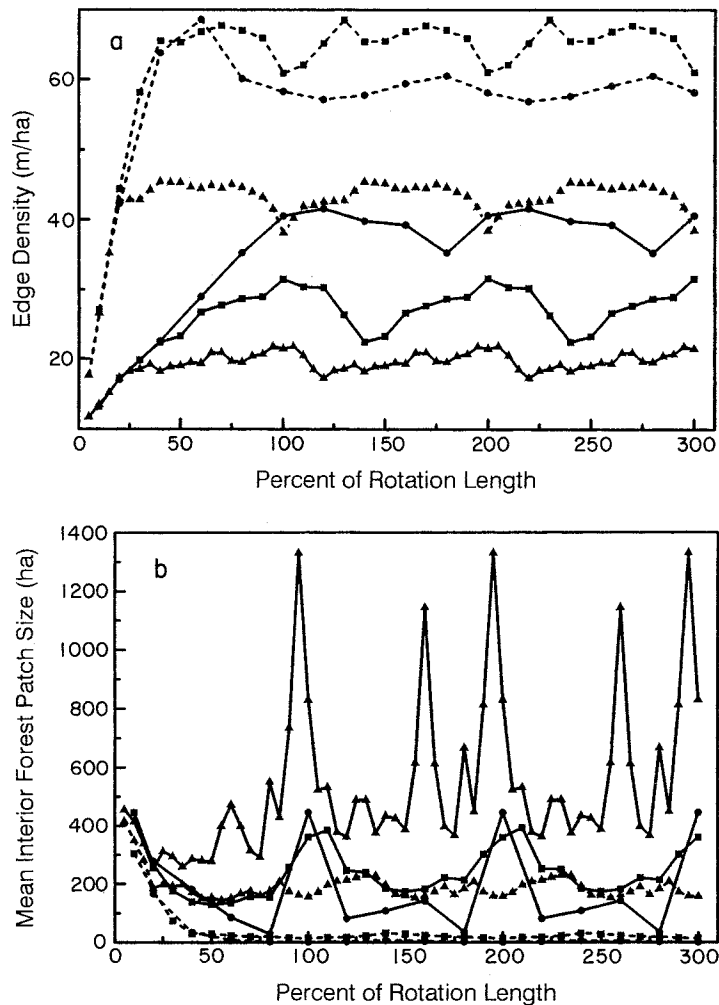 a
60
40
20
Edge Density (m/ha)
0 50 100 150 200 250 300
Percent of Rotation Length
b
1400
1200
1000
800
600
400
200
0
Mean Interior Forest Patch Size (ha)
0 50 100 150 200 250 300
Percent of Rotation Length